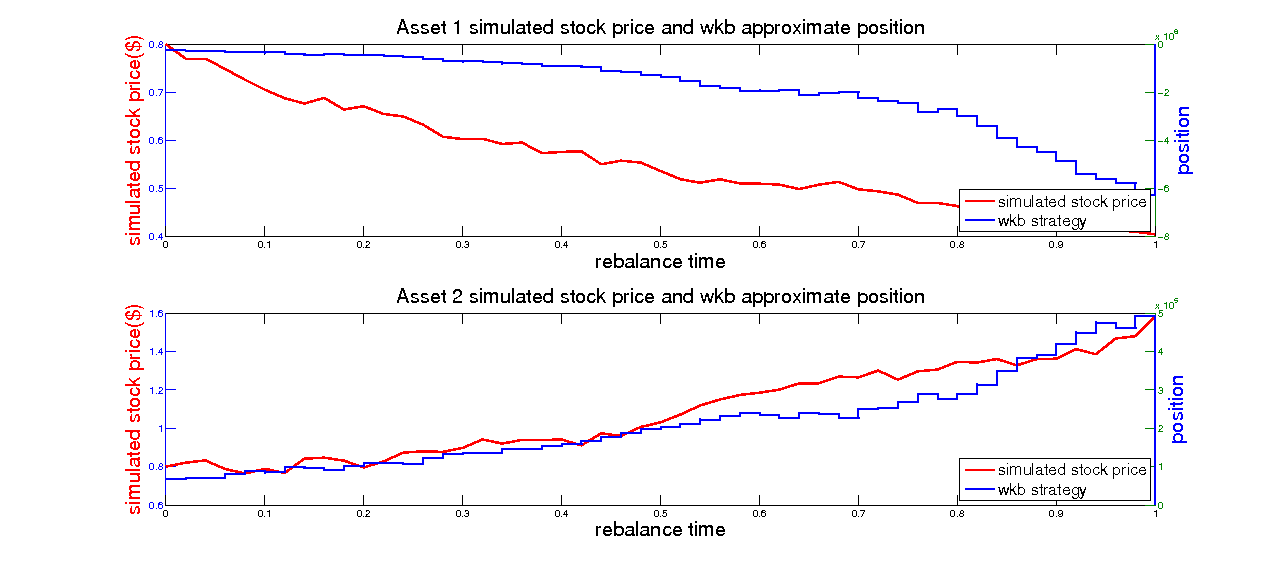 Asset 1 simulated stock price and wkb approximate position
simulated stock price($)
0.8
0.7
0.6
0.5
0.4
0 0.1 0.2 0.3 0.4 0.5 0.6 0.7 0.8 0.9 1
rebalance time
0
-2
-4
-6
-8
position
simulated stock price
wkb strategy
Asset 2 simulated stock price and wkb approximate position
simulated stock price($)
1.6
1.4
1.2
1
0.8
0.6
0 0.1 0.2 0.3 0.4 0.5 0.6 0.7 0.8 0.9 1
rebalance time
5
4
3
2
1
0
position
simulated stock price
wkb strategy